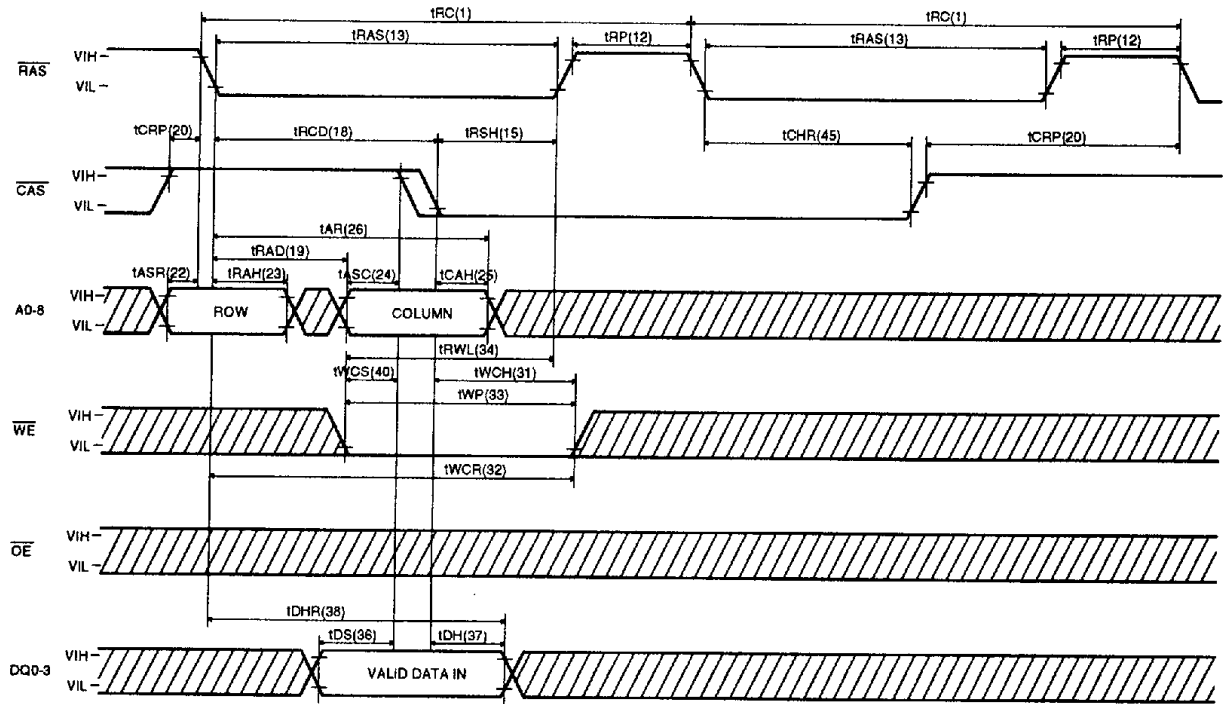 tRC(1) tRC(1)
tRAS(13) tRP(12) tRAS(13) tRP(12)
RAS VIH
VIL
tCRP(20) tRCD(18) tRSH(15) tCHR(45) tCRP(20)
CAS VIH
VIL
tAR(26)
tRAD(19)
tASR(22) tRAH(23) tASC(24) tCAH(25)
A0-8 VIH
VIL
ROW COLUMN
tRWL(34)
tWCS(40) tWCH(31)
tWP(33)
WE VIH
VIL
tWCR(32)
OE VIH
VIL
tDHR(38)
tDS(36) tDH(37)
DQ0-3 VIH
VIL
VALID DATA IN